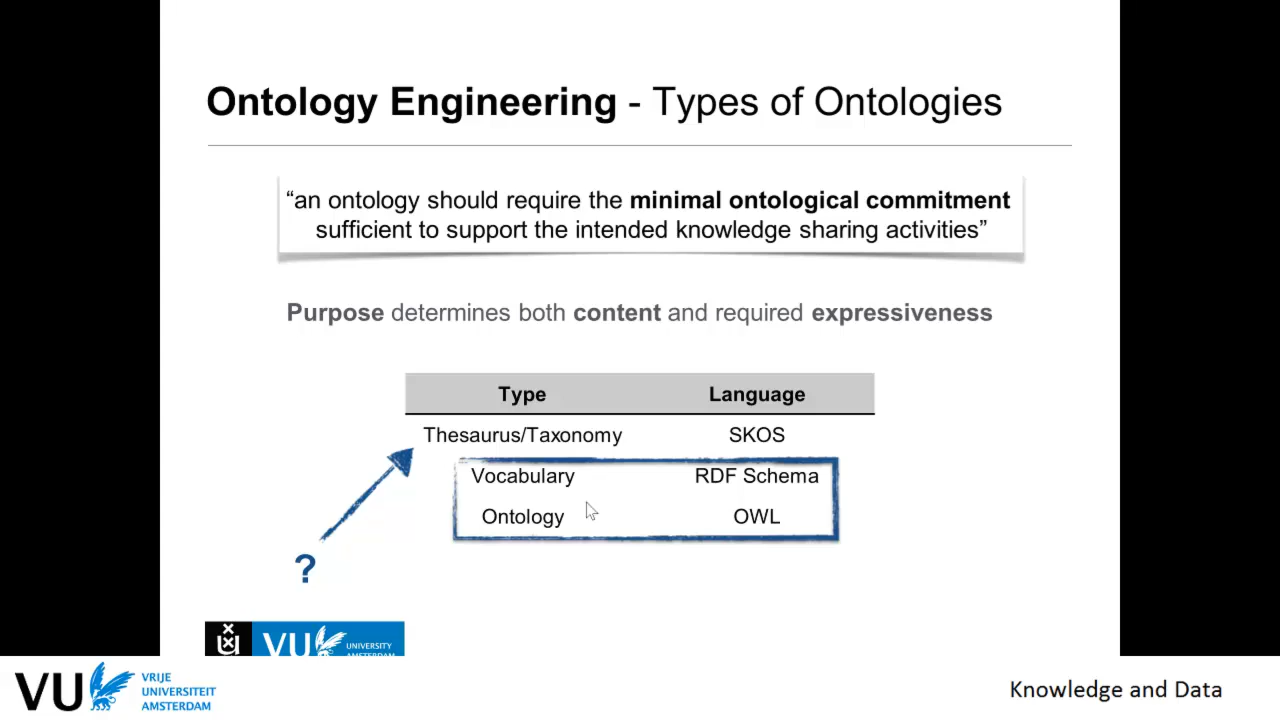 Ontology Engineering - Types of Ontologies
“an ontology should require the minimal ontological commitment
sufficient to support the intended knowledge sharing activities”
Purpose determines both content and required expressiveness
Type Language
Thesaurus/Taxonomy SKOS
Vocabulary RDF Schema
Ontology OWL
?
VU UNIVERSITY
AMSTERDAM
VU VRIJE
UNIVERSITEIT
AMSTERDAM
Knowledge and Data